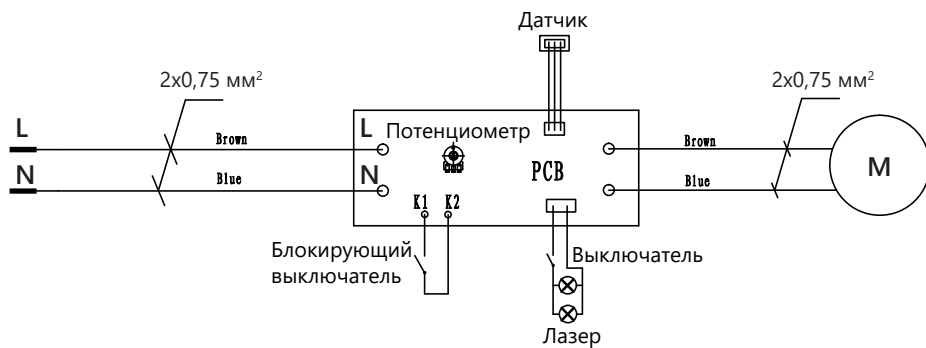 Датчик
2x0,75 мм²
2x0,75 мм²
L
Brown
L
Потенциометр
Brown
N
Blue
N
PCB
Blue
M
K1 K2
Блокирующий
выключатель
Выключатель
Лазер